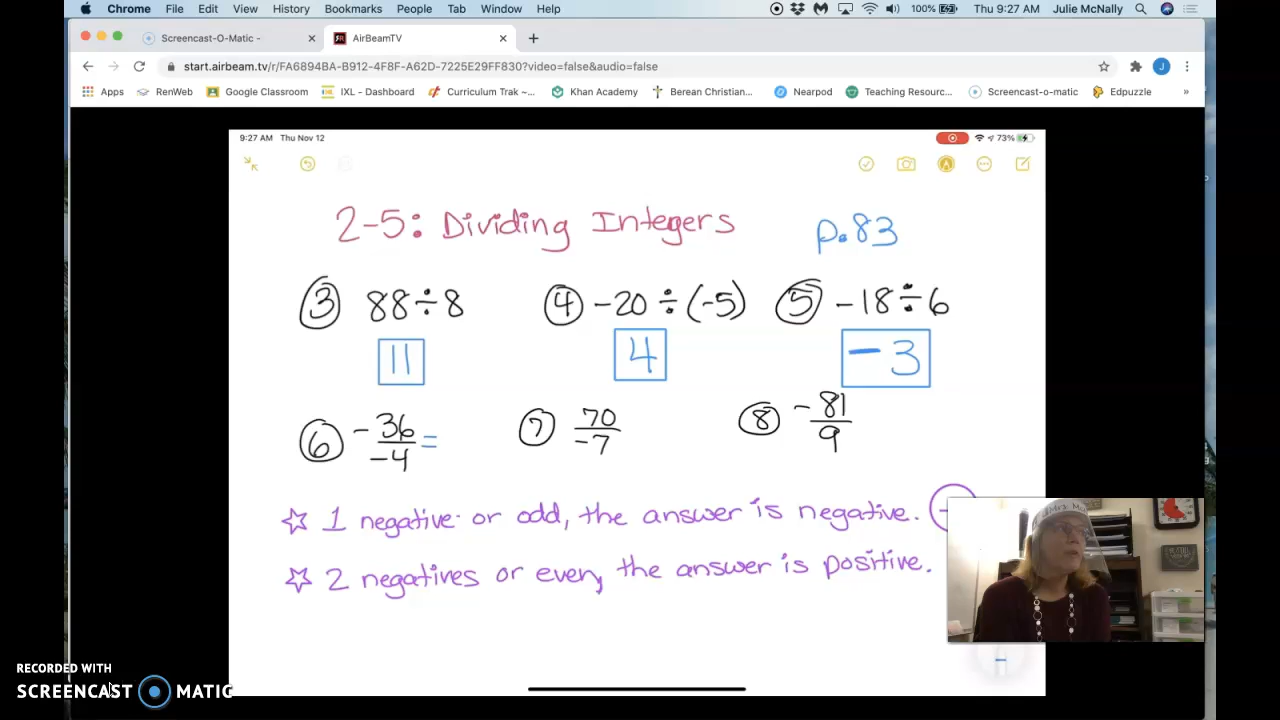 Chrome File Edit View History Bookmarks People Tab Window Help 100% Thu 9:27 AM Julie McNally
Screencast-O-Matic - × AirBeamTV × +
start.airbeam.tv/r/FA6894BA-B912-4F8F-A62D-7225E29FF830?video=false&audio=false
Apps RenWeb Google Classroom IXL - Dashboard Curriculum Trak ~... Khan Academy Berean Christian... Nearpod Teaching Resourc... Screencast-o-matic Edpuzzle »
9:27 AM Thu Nov 12 73%
2-5: Dividing Integers p.83
③ 88÷8 ④ -20÷(-5) ⑤ -18÷6
11 4 -3
⑥ -36/-4 = ⑦ 70/-7 ⑧ -81/9
☆ 1 negative or odd, the answer is negative.
☆ 2 negatives or even, the answer is positive.
-
RECORDED WITH
SCREENCAST MATIC